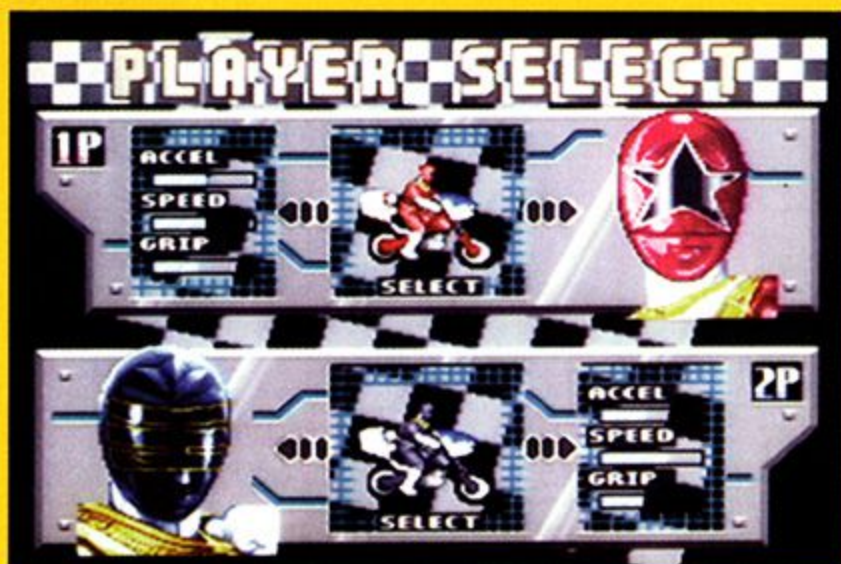 PLAYER SELECT
1P
ACCEL
SPEED
GRIP
SELECT
2P
ACCEL
SPEED
GRIP
SELECT